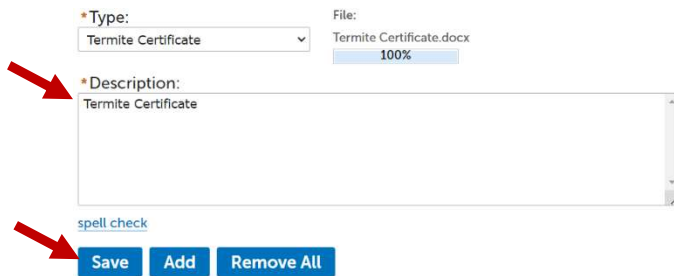 *Type:
File:
Termite Certificate
Termite Certificate.docx
100%
*Description:
Termite Certificate
spell check
Save Add Remove All